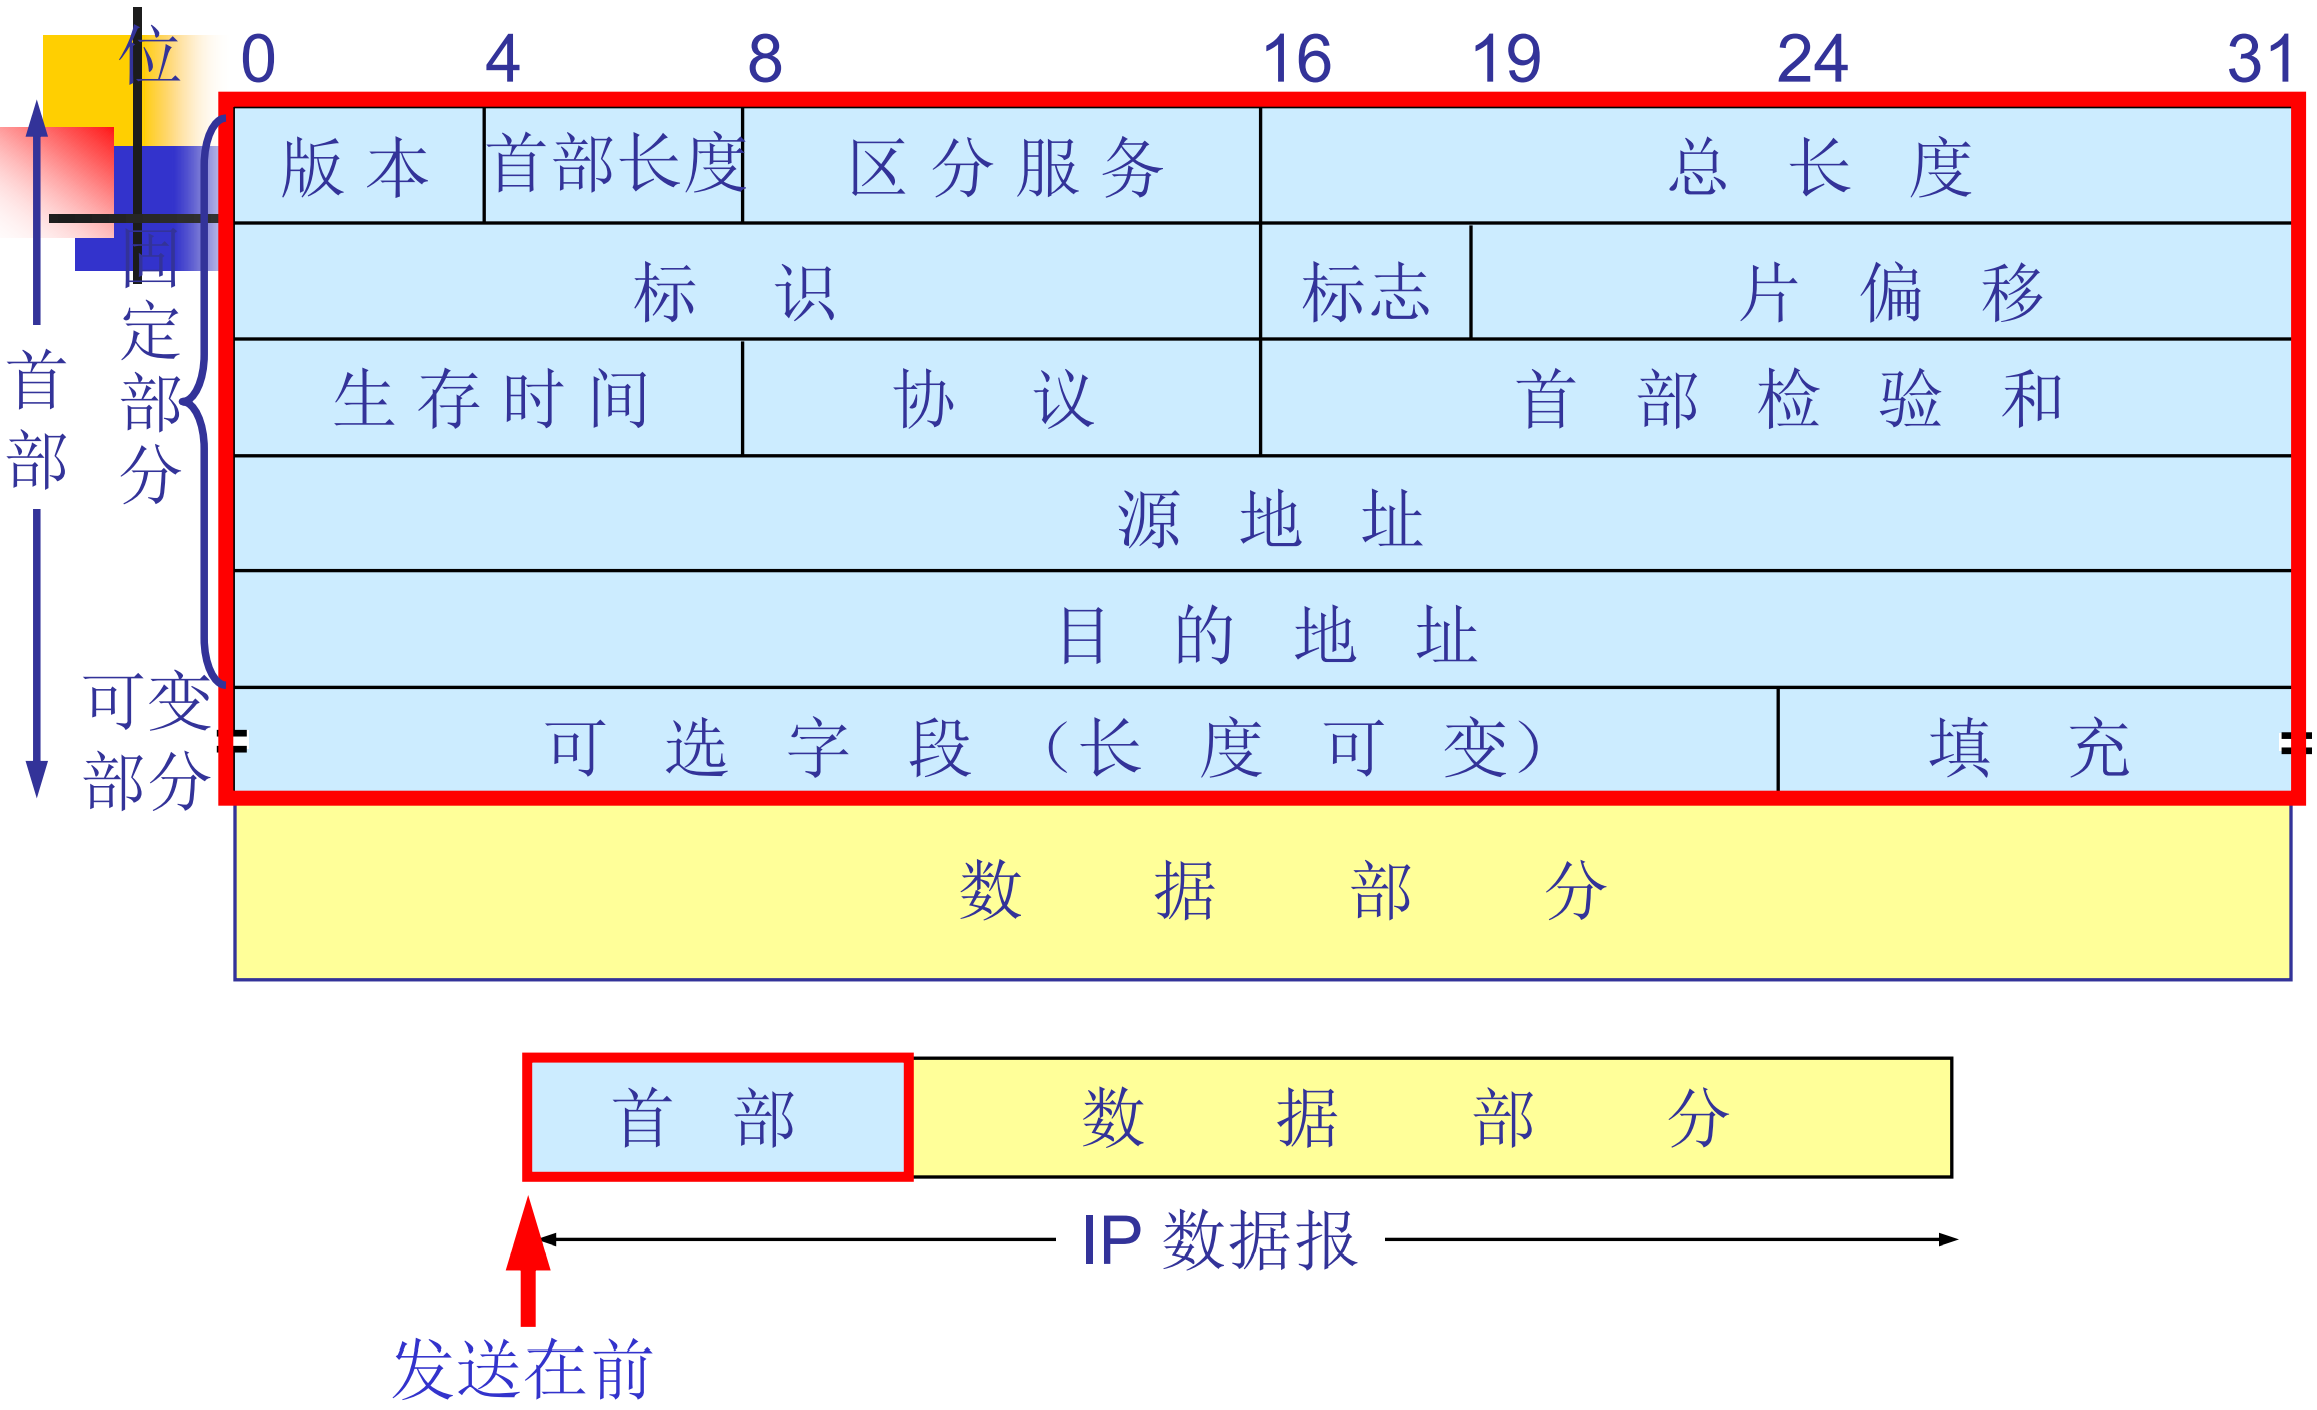 位 0 4 8 16 19 24 31
版本 首部长度 区分服务 总长度
标识 标志 片偏移
生存时间 协议 首部检验和
源地址
目的地址
可选字段（长度可变） 填充
数据部分
首部
固定部分
可变部分
首部 数据部分
IP 数据报
发送在前